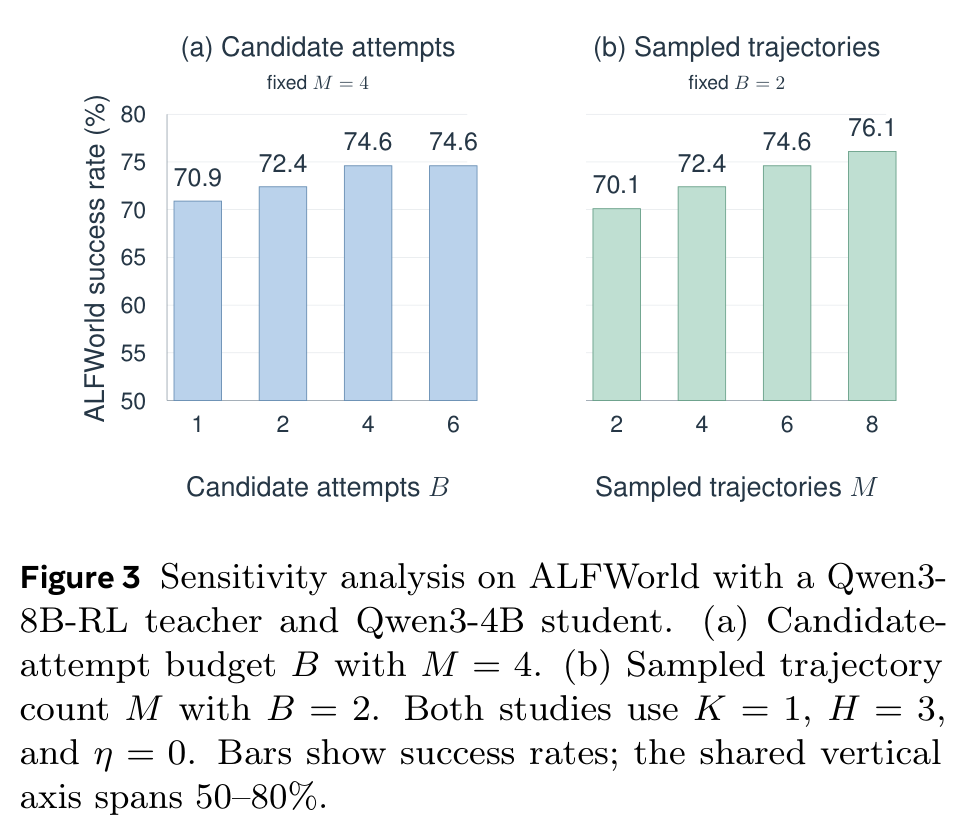 (a) Candidate attempts
fixed M = 4
ALFWorld success rate (%)
80
75
70
65
60
55
50
70.9
72.4
74.6
74.6
1
2
4
6
Candidate attempts B
(b) Sampled trajectories
fixed B = 2
70.1
72.4
74.6
76.1
2
4
6
8
Sampled trajectories M
Figure 3 Sensitivity analysis on ALFWorld with a Qwen3-
8B-RL teacher and Qwen3-4B student. (a) Candidate-
attempt budget B with M = 4. (b) Sampled trajectory
count M with B = 2. Both studies use K = 1, H = 3,
and η = 0. Bars show success rates; the shared vertical
axis spans 50–80%.